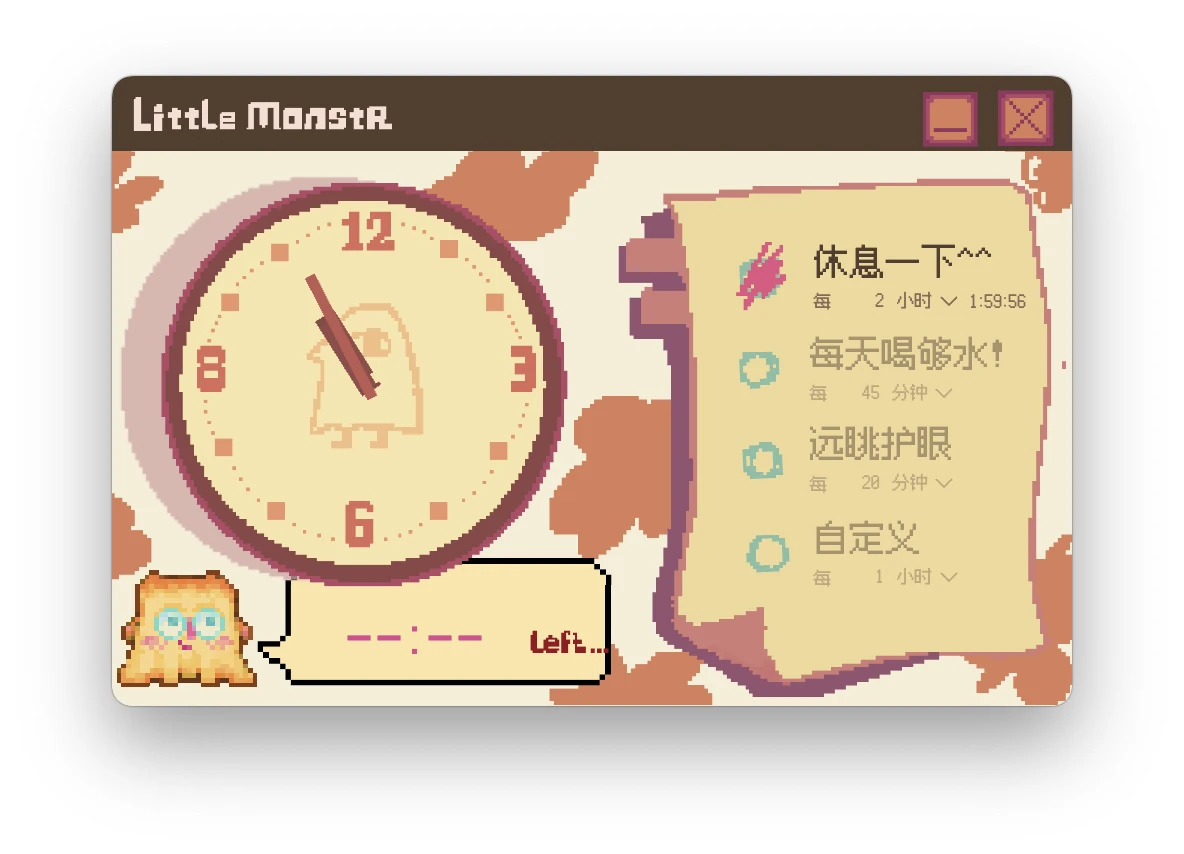 Little Monstr
12
3
6
8
--:--
Left...
休息一下^^
每 2 小时 1:59:56
每天喝够水!
每 45 分钟
远眺护眼
每 20 分钟
自定义
每 1 小时